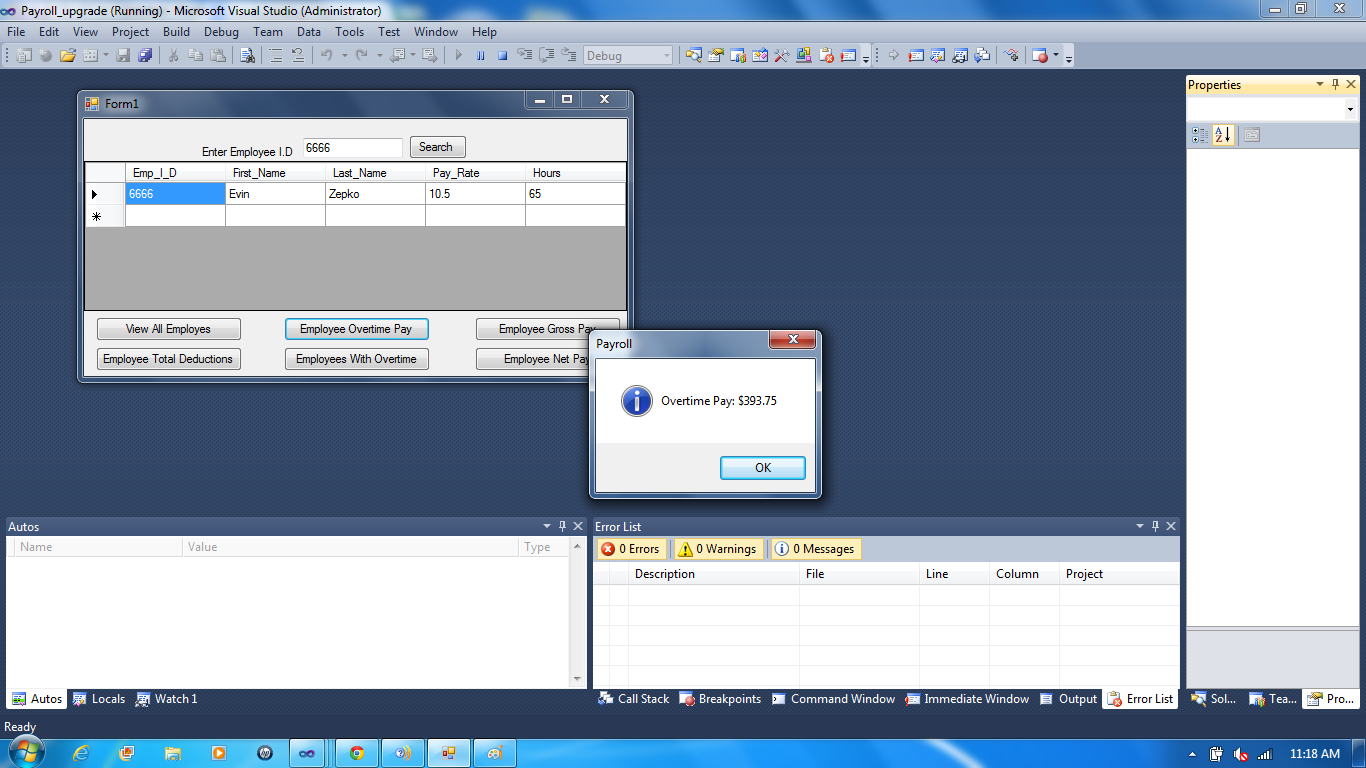 Payroll_upgrade (Running) - Microsoft Visual Studio (Administrator)
File Edit View Project Build Debug Team Data Tools Test Window Help
Debug
Properties
Form1
Enter Employee I.D 6666 Search
Emp_I_D First_Name Last_Name Pay_Rate Hours
6666 Evin Zepko 10.5 65
View All Employes Employee Overtime Pay Employee Gross Pay
Employee Total Deductions Employees With Overtime Employee Net Pay
Payroll
Overtime Pay: $393.75
OK
Autos
Name Value Type
Error List
0 Errors 0 Warnings 0 Messages
Description File Line Column Project
Autos Locals Watch 1
Call Stack Breakpoints Command Window Immediate Window Output Error List
Sol... Tea... Pro...
Ready
11:18 AM